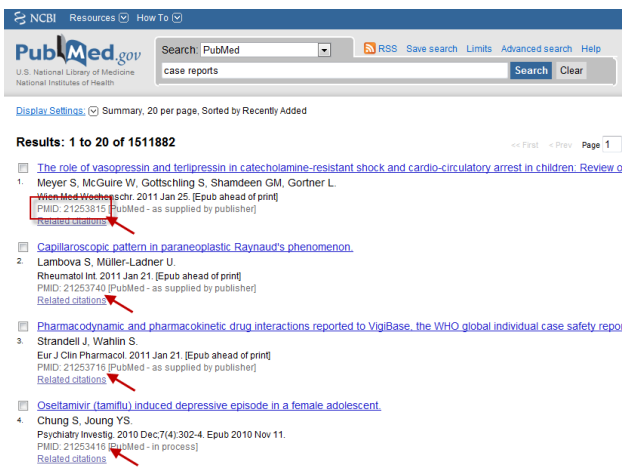 NCBI Resources How To
PubMed.gov
U.S. National Library of Medicine
National Institutes of Health
Search: PubMed
RSS Save search Limits Advanced search Help
case reports
Search Clear
Display Settings: Summary, 20 per page, Sorted by Recently Added
Results: 1 to 20 of 1511882
<< First < Prev Page 1
The role of vasopressin and terlipressin in catecholamine-resistant shock and cardio-circulatory arrest in children: Review o
1. Meyer S, McGuire W, Gottschling S, Shamdeen GM, Gortner L.
Wien Med Wochenschr. 2011 Jan 25. [Epub ahead of print]
PMID: 21253815 [PubMed - as supplied by publisher]
Related citations
Capillaroscopic pattern in paraneoplastic Raynaud's phenomenon.
2. Lambova S, Müller-Ladner U.
Rheumatol Int. 2011 Jan 21. [Epub ahead of print]
PMID: 21253740 [PubMed - as supplied by publisher]
Related citations
Pharmacodynamic and pharmacokinetic drug interactions reported to VigiBase, the WHO global individual case safety repo
3. Strandell J, Wahlin S.
Eur J Clin Pharmacol. 2011 Jan 21. [Epub ahead of print]
PMID: 21253716 [PubMed - as supplied by publisher]
Related citations
Oseltamivir (tamiflu) induced depressive episode in a female adolescent.
4. Chung S, Joung YS.
Psychiatry Investig. 2010 Dec;7(4):302-4. Epub 2010 Nov 11.
PMID: 21253416 [PubMed - in process]
Related citations